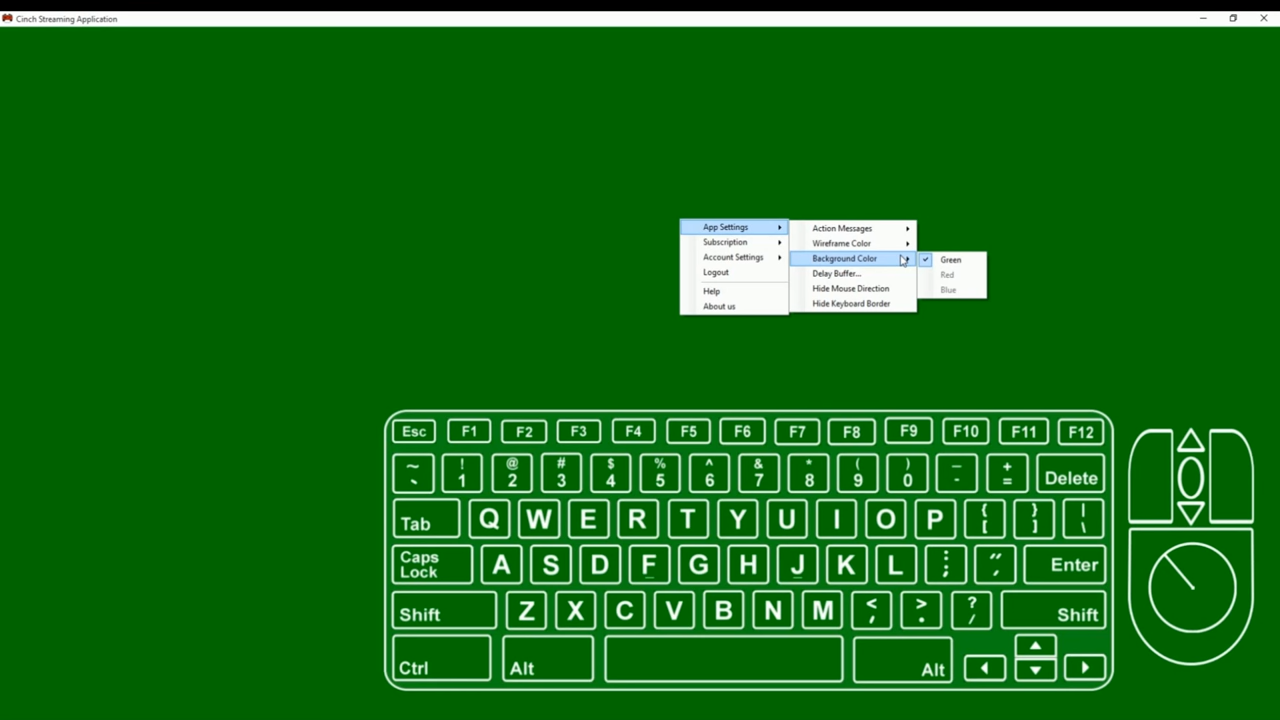 Cinch Streaming Application
App Settings
Subscription
Account Settings
Logout
Help
About us
Action Messages
Wireframe Color
Background Color
Delay Buffer...
Hide Mouse Direction
Hide Keyboard Border
Green
Red
Blue
Esc F1 F2 F3 F4 F5 F6 F7 F8 F9 F10 F11 F12
~ ! @ # $ % ^ & * ( ) _ +
` 1 2 3 4 5 6 7 8 9 0 - = Delete
Tab Q W E R T Y U I O P { [ } ] | \
Caps Lock A S D F G H J K L : ; " , Enter
Shift Z X C V B N M < , > . ? / Shift
Ctrl Alt Alt